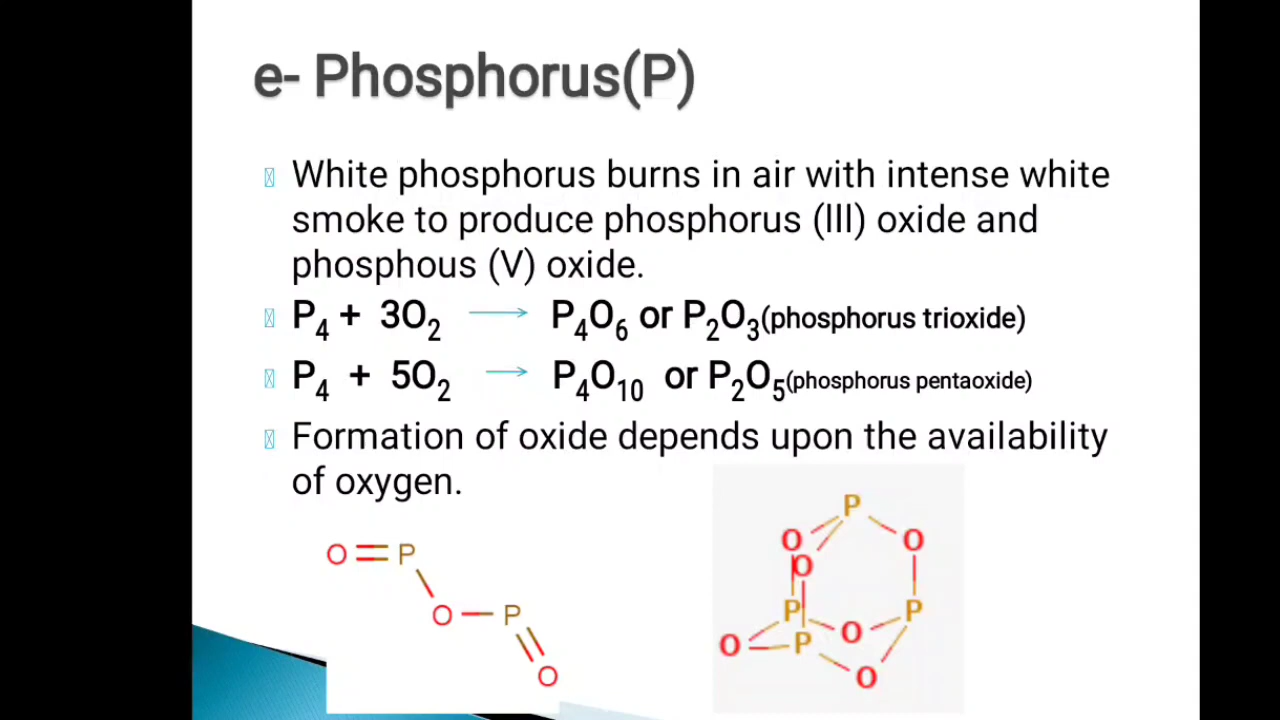 e- Phosphorus(P)
White phosphorus burns in air with intense white
smoke to produce phosphorus (III) oxide and
phosphous (V) oxide.
P₄ + 3O₂ → P₄O₆ or P₂O₃(phosphorus trioxide)
P₄ + 5O₂ → P₄O₁₀ or P₂O₅(phosphorus pentaoxide)
Formation of oxide depends upon the availability
of oxygen.
O=P
O–P
O
P
O O
O
P P
O O P
O